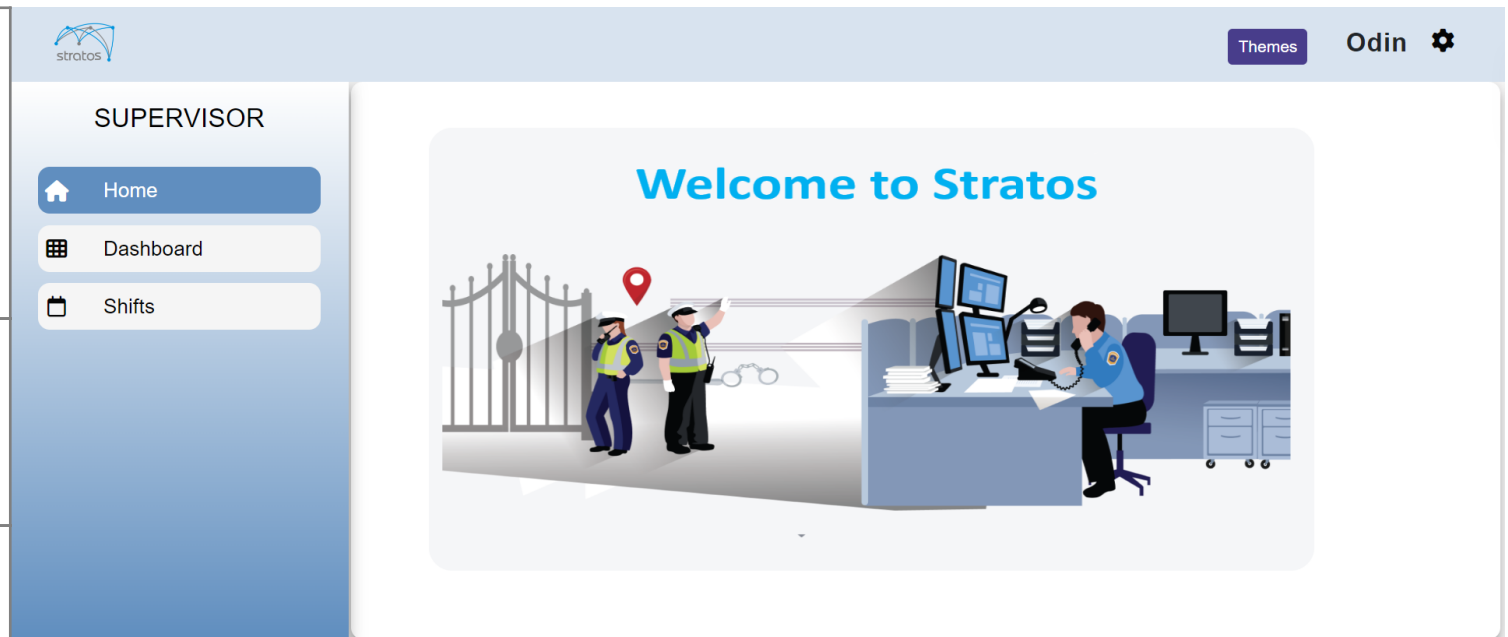 stratos
Themes
Odin
SUPERVISOR
Home
Dashboard
Shifts
Welcome to Stratos